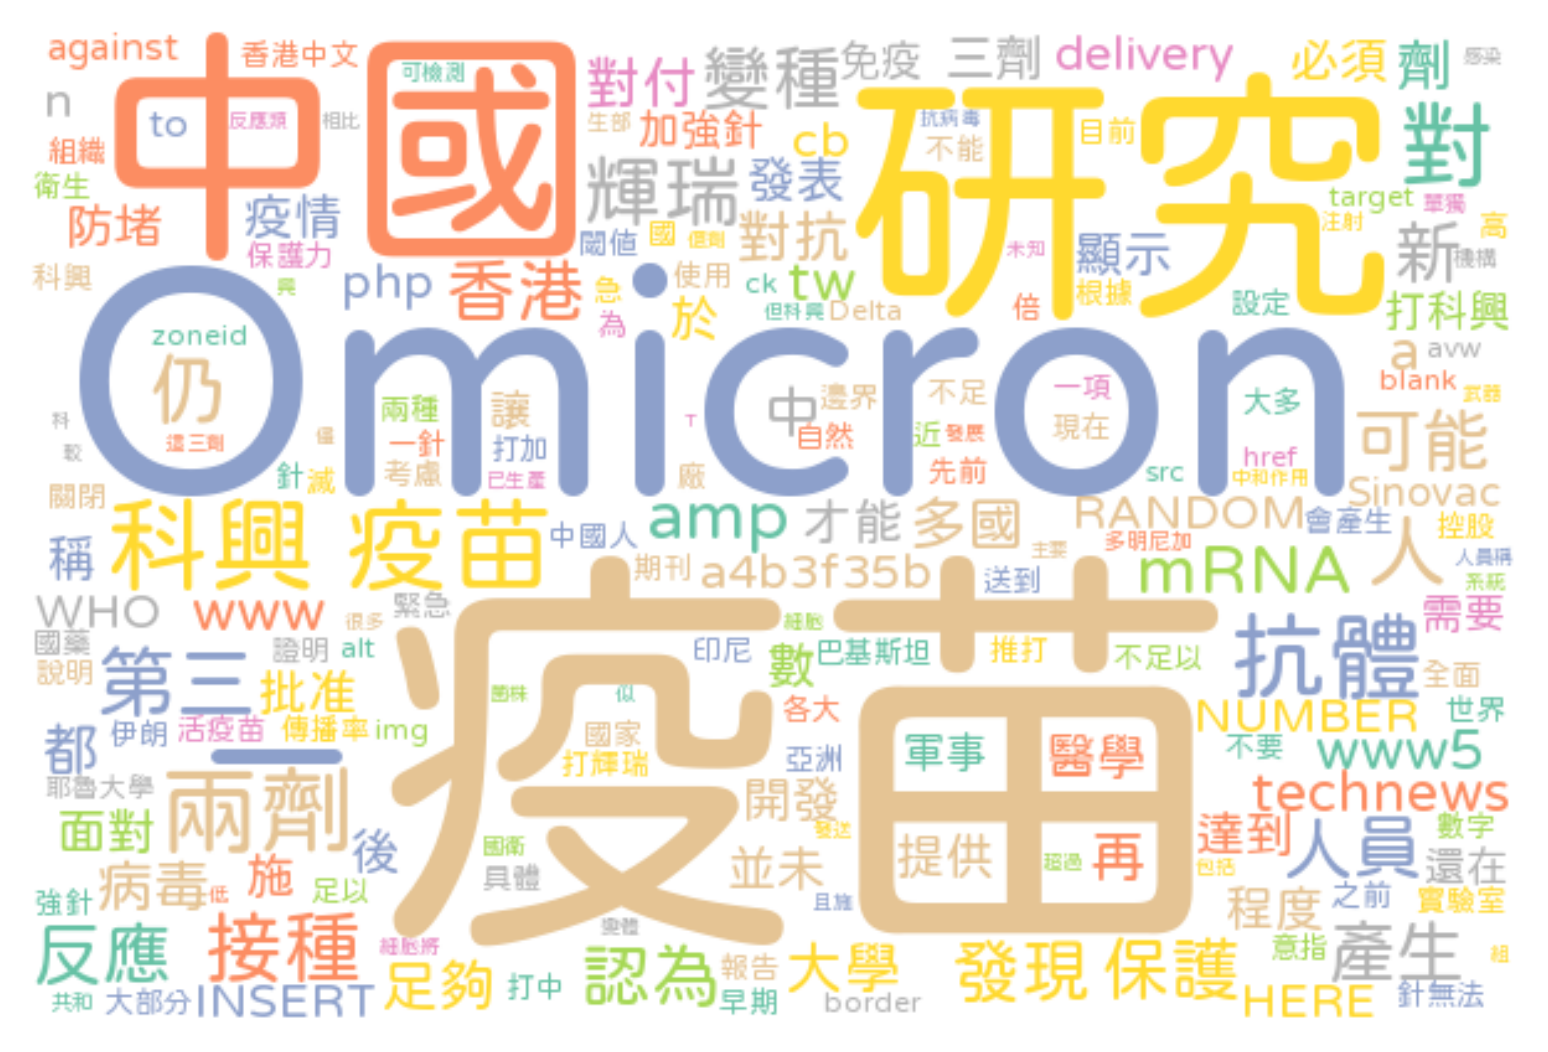 against 香港中文 可檢測 對付 變種 免疫 三劑 delivery 必須 劑 感染
n to 中國 反應類 相比 生部 加強針 cb 研究 抗病毒 不能 目前 對
組織 衛生 防堵 疫情 輝瑞 發表 target 單獨
保護力 閾值 國 對抗 未知 顯示 注射 新 高 機構
科興 興 php 香港 急 為 使用 於 ck tw 但科興 Delta 倍 根據 設定 打科興
Omicron zoneid 仍 這三劑 a avw
兩種 讓 中 邊界 不足 一項 大多 blank 武器
科 較 僅 一針 打加 T 自然 近 發展 現在 可能
針 滅 考慮 已生產 廠 先前 src href 中和作用
關閉 科興 疫苗 中國人 amp 才能 多國 RANDOM 會產生 Sinovac 控股
稱 期刊 a4b3f35b 主要 送到 多明尼加 mRNA 人 人員稱 系統
WHO www 很多 緊急 疫苗 細胞 需要
國藥 說明 第三 證明 alt 印尼 數 巴基斯坦 推打 不足以 抗體 全面
批准 菌株 似 各大 NUMBER 世界
都 伊朗 活疫苗 傳播率 img 國家 打輝瑞 亞洲 軍事 醫學 不要 www5
耶魯大學 一 兩劑 開發 technews
面對 後 國衛 發送 提供 超過 再 達到 人員 數字
病毒 低 施 足以 具體 並未 包括 還在
強針 且施 程度 之前 實驗室
反應 接種 細胞將 變體 認為 報告 大學 發現 保護 意指 產生 組
共和 大部分 INSERT 足夠 打中 早期 border HERE 針無法